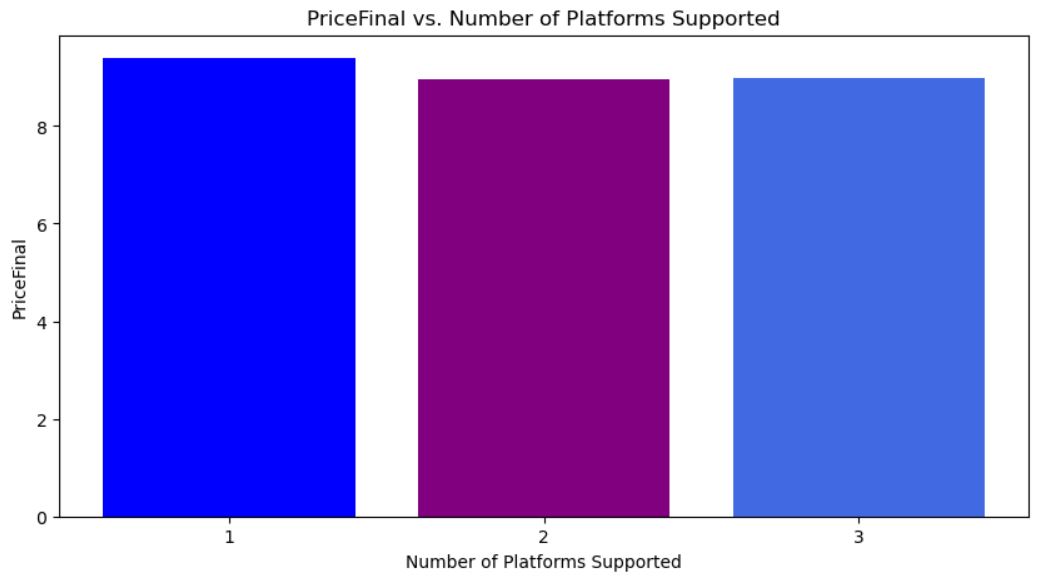 PriceFinal vs. Number of Platforms Supported
8
6
4
2
0
PriceFinal
1 2 3
Number of Platforms Supported